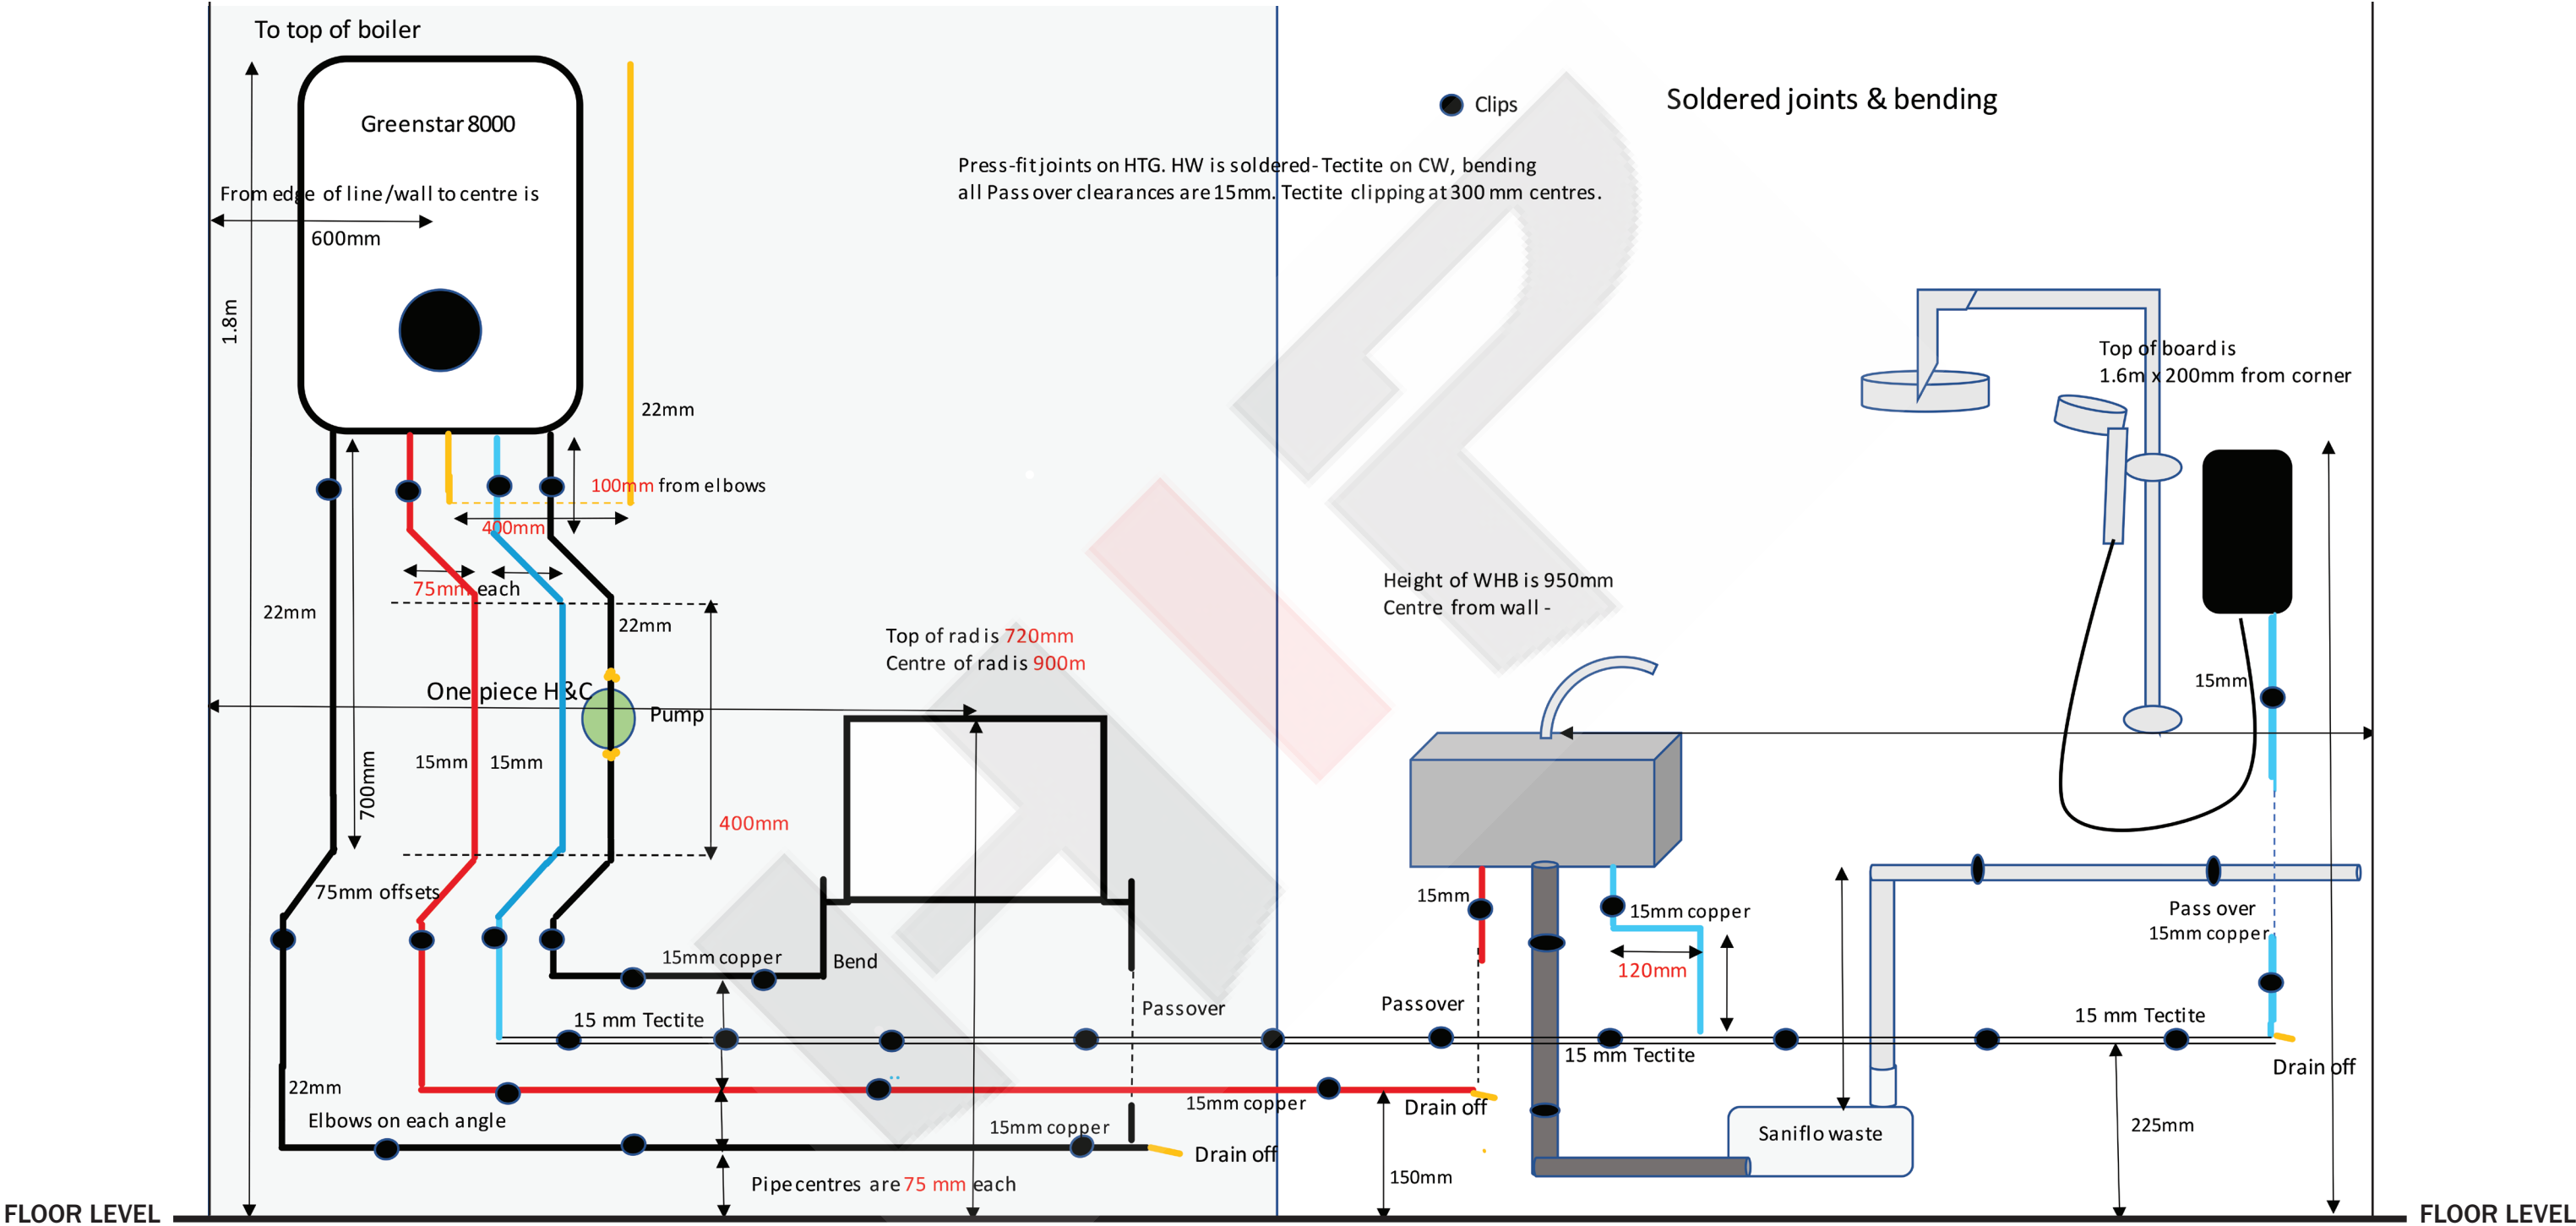 To top of boiler
Greenstar 8000
From edge of line/wall to centre is
600mm
1.8m
22mm
100mm from elbows
400mm
75mm each
22mm
22mm
One piece H&C
Pump
15mm
15mm
700mm
400mm
75mm offsets
Top of rad is 720mm
Centre of rad is 900m
15mm copper
Bend
15 mm Tectite
Passover
22mm
Elbows on each angle
15mm copper
15mm copper
Drain off
Pipe centres are 75 mm each
Clips
Soldered joints & bending
Press-fit joints on HTG. HW is soldered- Tectite on CW, bending
all Pass over clearances are 15mm. Tectite clipping at 300 mm centres.
Top of board is
1.6m x 200mm from corner
Height of WHB is 950mm
Centre from wall -
15mm
15mm
15mm copper
120mm
Passover
Pass over
15mm copper
15 mm Tectite
15 mm Tectite
Drain off
Drain off
Saniflo waste
225mm
150mm
FLOOR LEVEL
FLOOR LEVEL